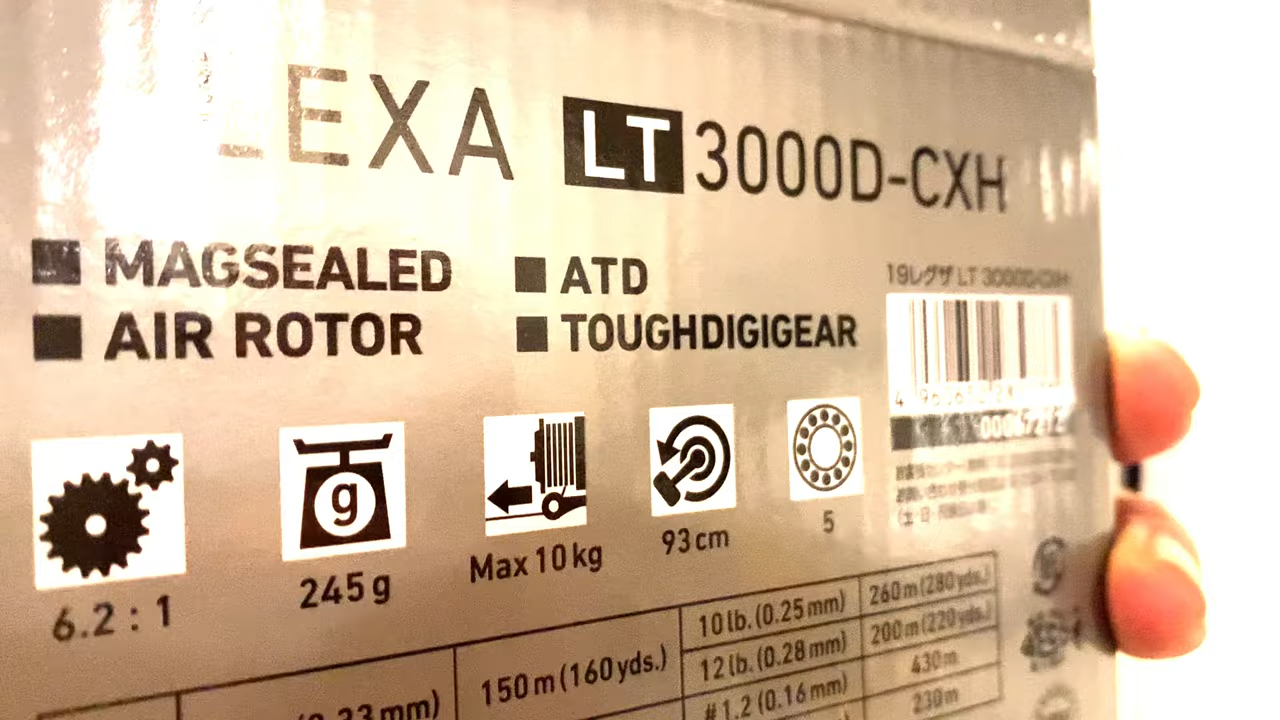 LEXA LT 3000D-CXH
MAGSEALED
ATD
AIR ROTOR
TOUGHDIGIGEAR
19レグザ LT 3000D-CXH
6.2 : 1
g
245g
Max 10kg
93cm
5
150m(160yds.)
10lb.(0.25mm) 260m(280yds.)
12lb.(0.28mm) 200m(220yds.)
#1.2(0.16mm) 430m
230m